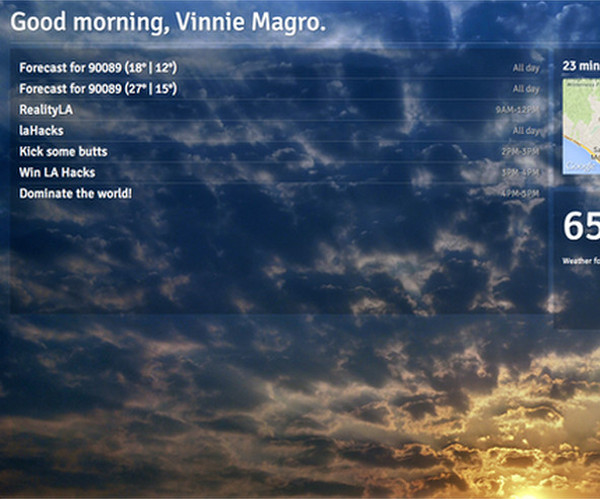 Good morning, Vinnie Magro.
Forecast for 90089 (18° | 12°) All day
Forecast for 90089 (27° | 15°) All day
RealityLA 9AM-12PM
laHacks All day
Kick some butts 2PM-3PM
Win LA Hacks 3PM-4PM
Dominate the world! 4PM-5PM
23 min
Google
65
Weather fo